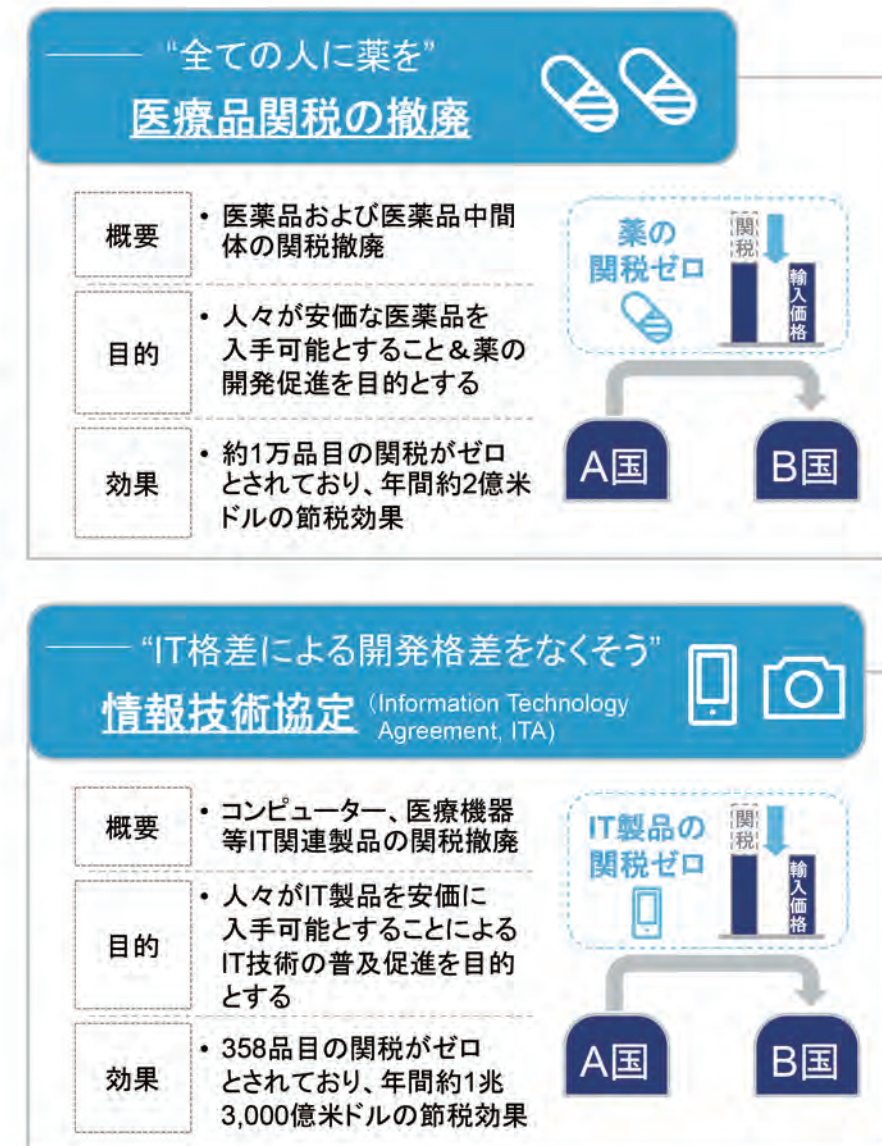 “全ての人に薬を”
医療品関税の撤廃
概要
• 医薬品および医薬品中間
体の関税撤廃
目的
• 人々が安価な医薬品を
入手可能とすること＆薬の
開発促進を目的とする
効果
• 約1万品目の関税がゼロ
とされており、年間約2億米
ドルの節税効果
薬の
関税ゼロ
関税
輸入価格
A国
B国
“IT格差による開発格差をなくそう”
情報技術協定（Information Technology
Agreement, ITA)
概要
• コンピューター、医療機器
等IT関連製品の関税撤廃
目的
• 人々がIT製品を安価に
入手可能とすることによる
IT技術の普及促進を目的
とする
効果
• 358品目の関税がゼロ
とされており、年間約1兆
3,000億米ドルの節税効果
IT製品の
関税ゼロ
関税
輸入価格
A国
B国